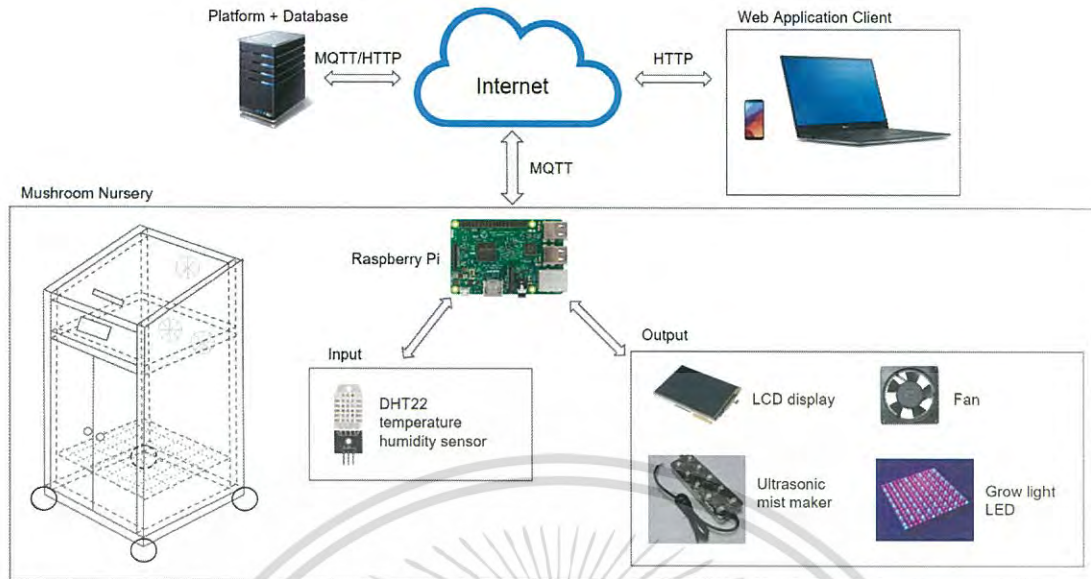 Platform + Database
Web Application Client
MQTT/HTTP
HTTP
Internet
MQTT
Mushroom Nursery
Raspberry Pi
Input
Output
DHT22
temperature
humidity sensor
LCD display
Fan
Ultrasonic
mist maker
Grow light
LED